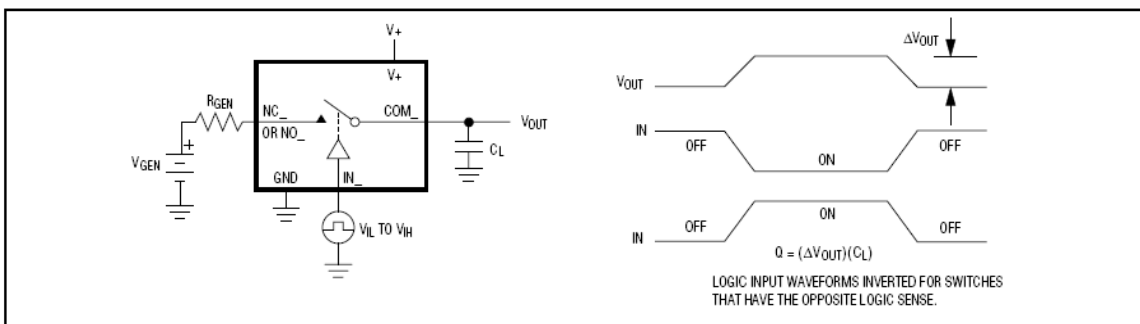 V+
V+
RGEN
NC_
OR NO_
COM_
VOUT
CL
VGEN
+
GND
IN_
VIL TO VIH
ΔVOUT
VOUT
IN
OFF
ON
OFF
IN
OFF
ON
OFF
Q = (ΔVOUT)(CL)
LOGIC INPUT WAVEFORMS INVERTED FOR SWITCHES
THAT HAVE THE OPPOSITE LOGIC SENSE.